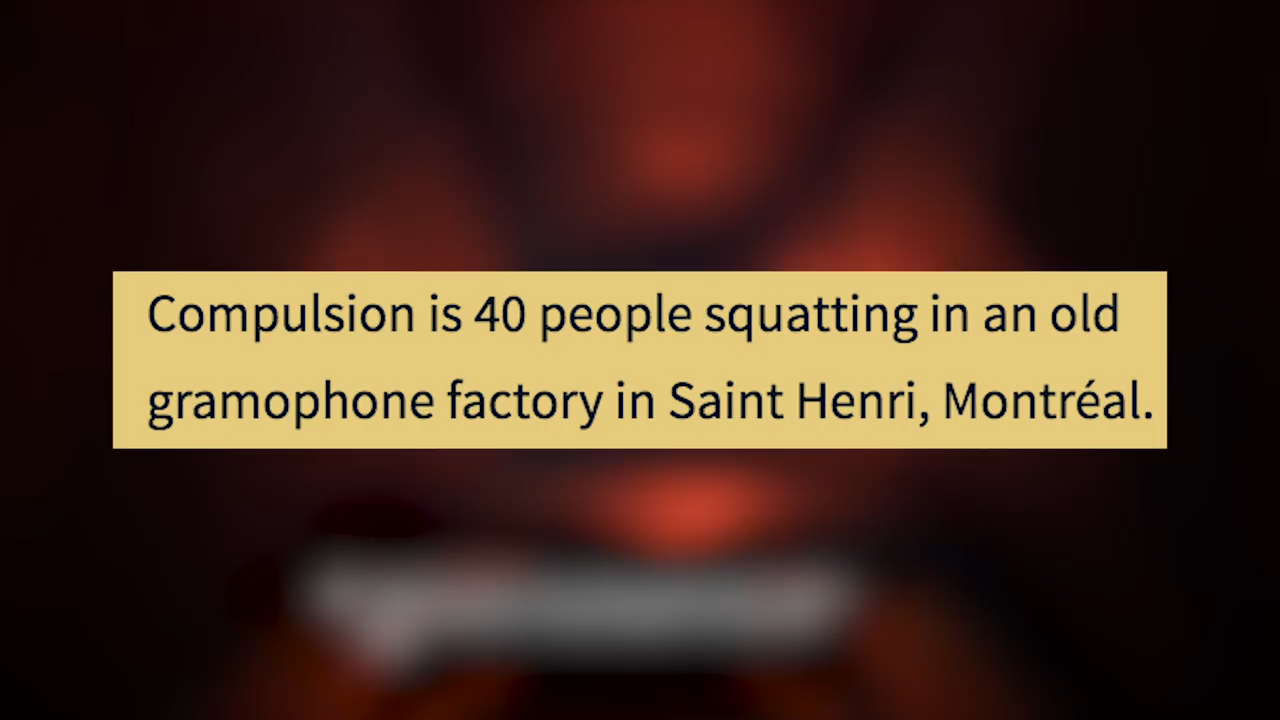 Compulsion is 40 people squatting in an old
gramophone factory in Saint Henri, Montréal.